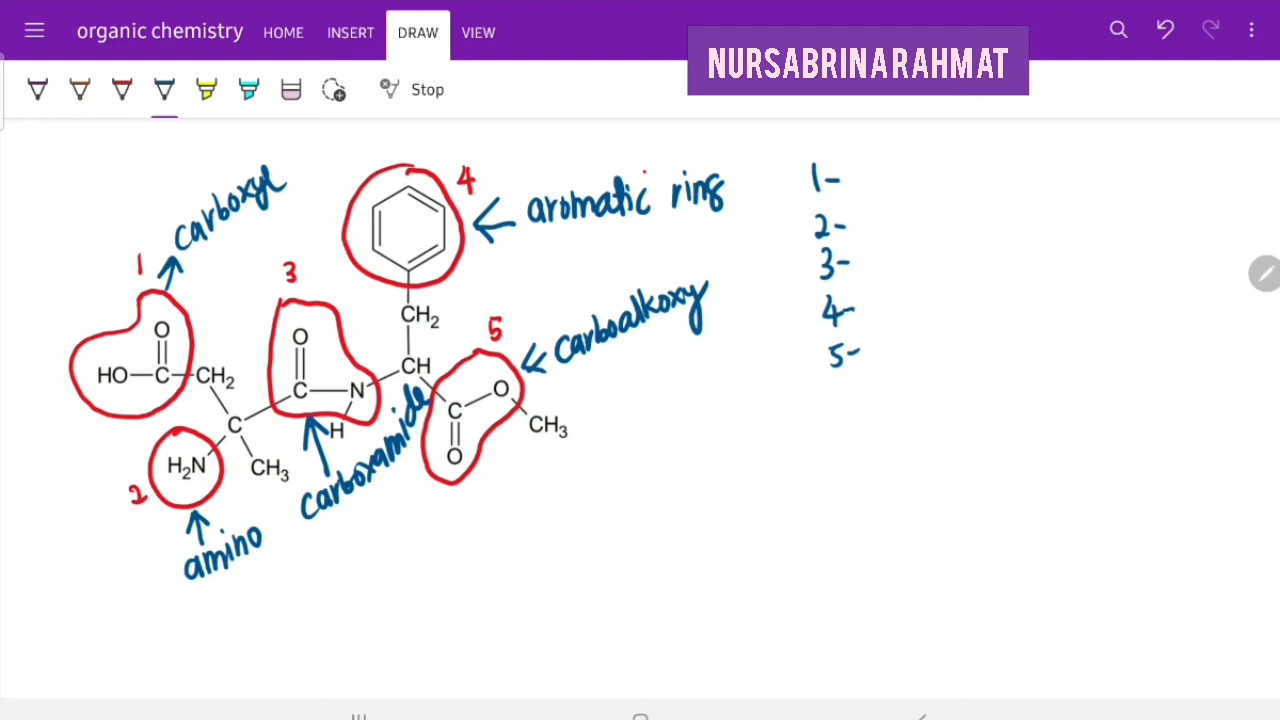 organic chemistry HOME INSERT DRAW VIEW
NURSABRINARAHMAT
Stop
carboxyl
4
aromatic ring
1-
2-
3-
4-
5-
1
3
O
HO C CH₂
O
C N
H
CH₂
CH
5
carboalkoxy
C O
O
CH₃
C
H₂N
CH₃
2
amino
carboxamide